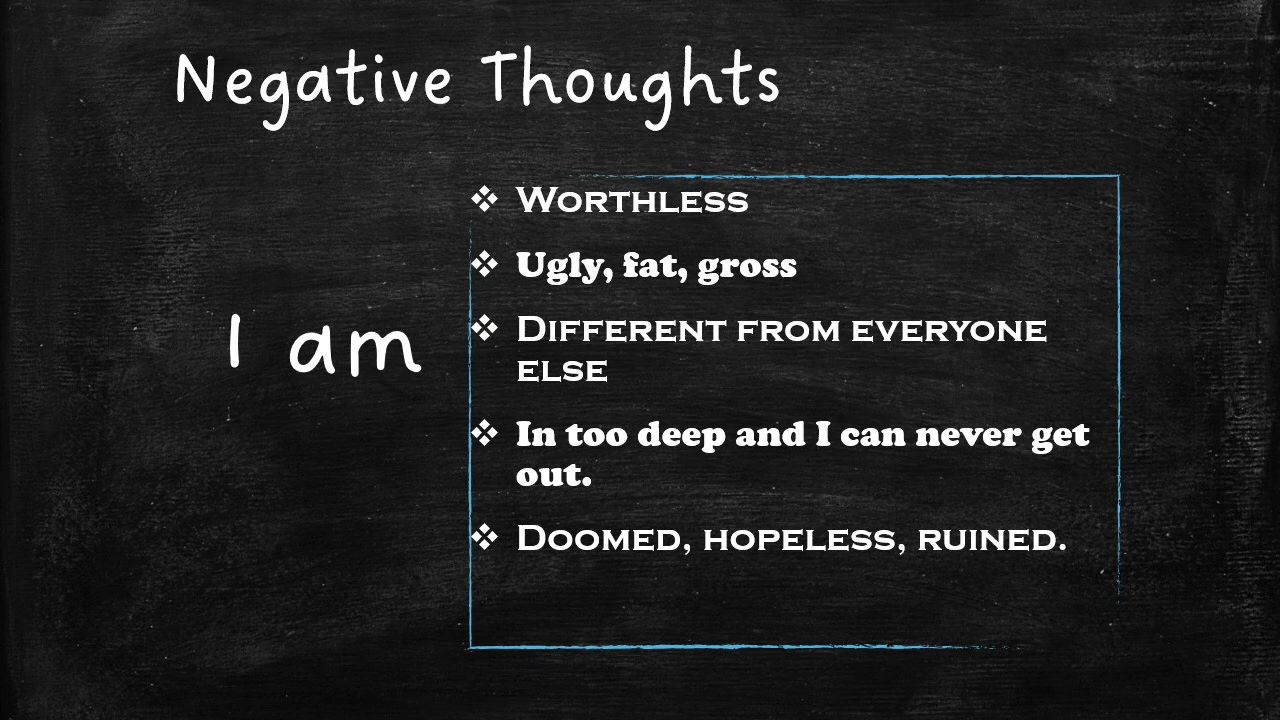 Negative Thoughts
I am
❖ Worthless
❖ Ugly, fat, gross
❖ Different from everyone
else
❖ In too deep and I can never get
out.
❖ Doomed, hopeless, ruined.